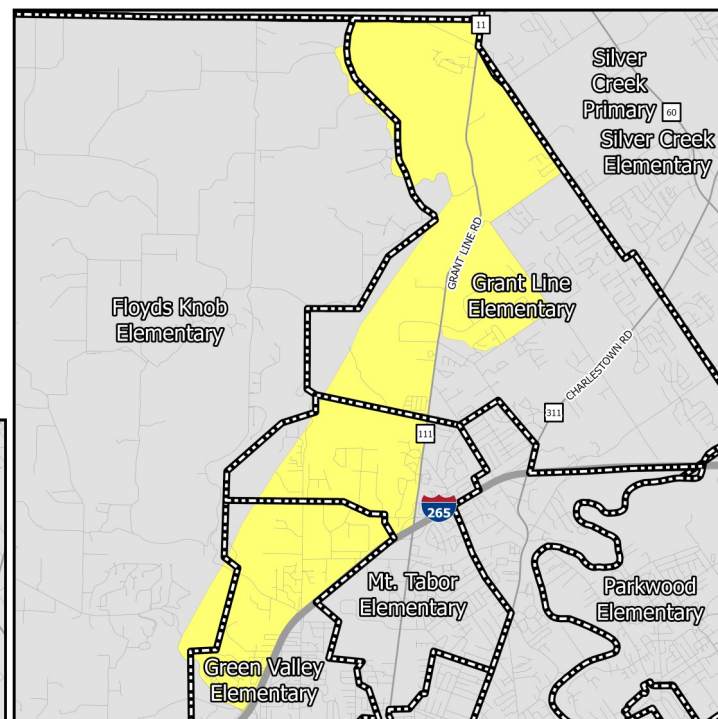 11
Silver
Creek
Primary
60
Silver Creek
Elementary
GRANT LINE RD
Grant Line
Elementary
Floyds Knob
Elementary
CHARLESTOWN RD
311
111
265
Mt. Tabor
Elementary
Parkwood
Elementary
Green Valley
Elementary